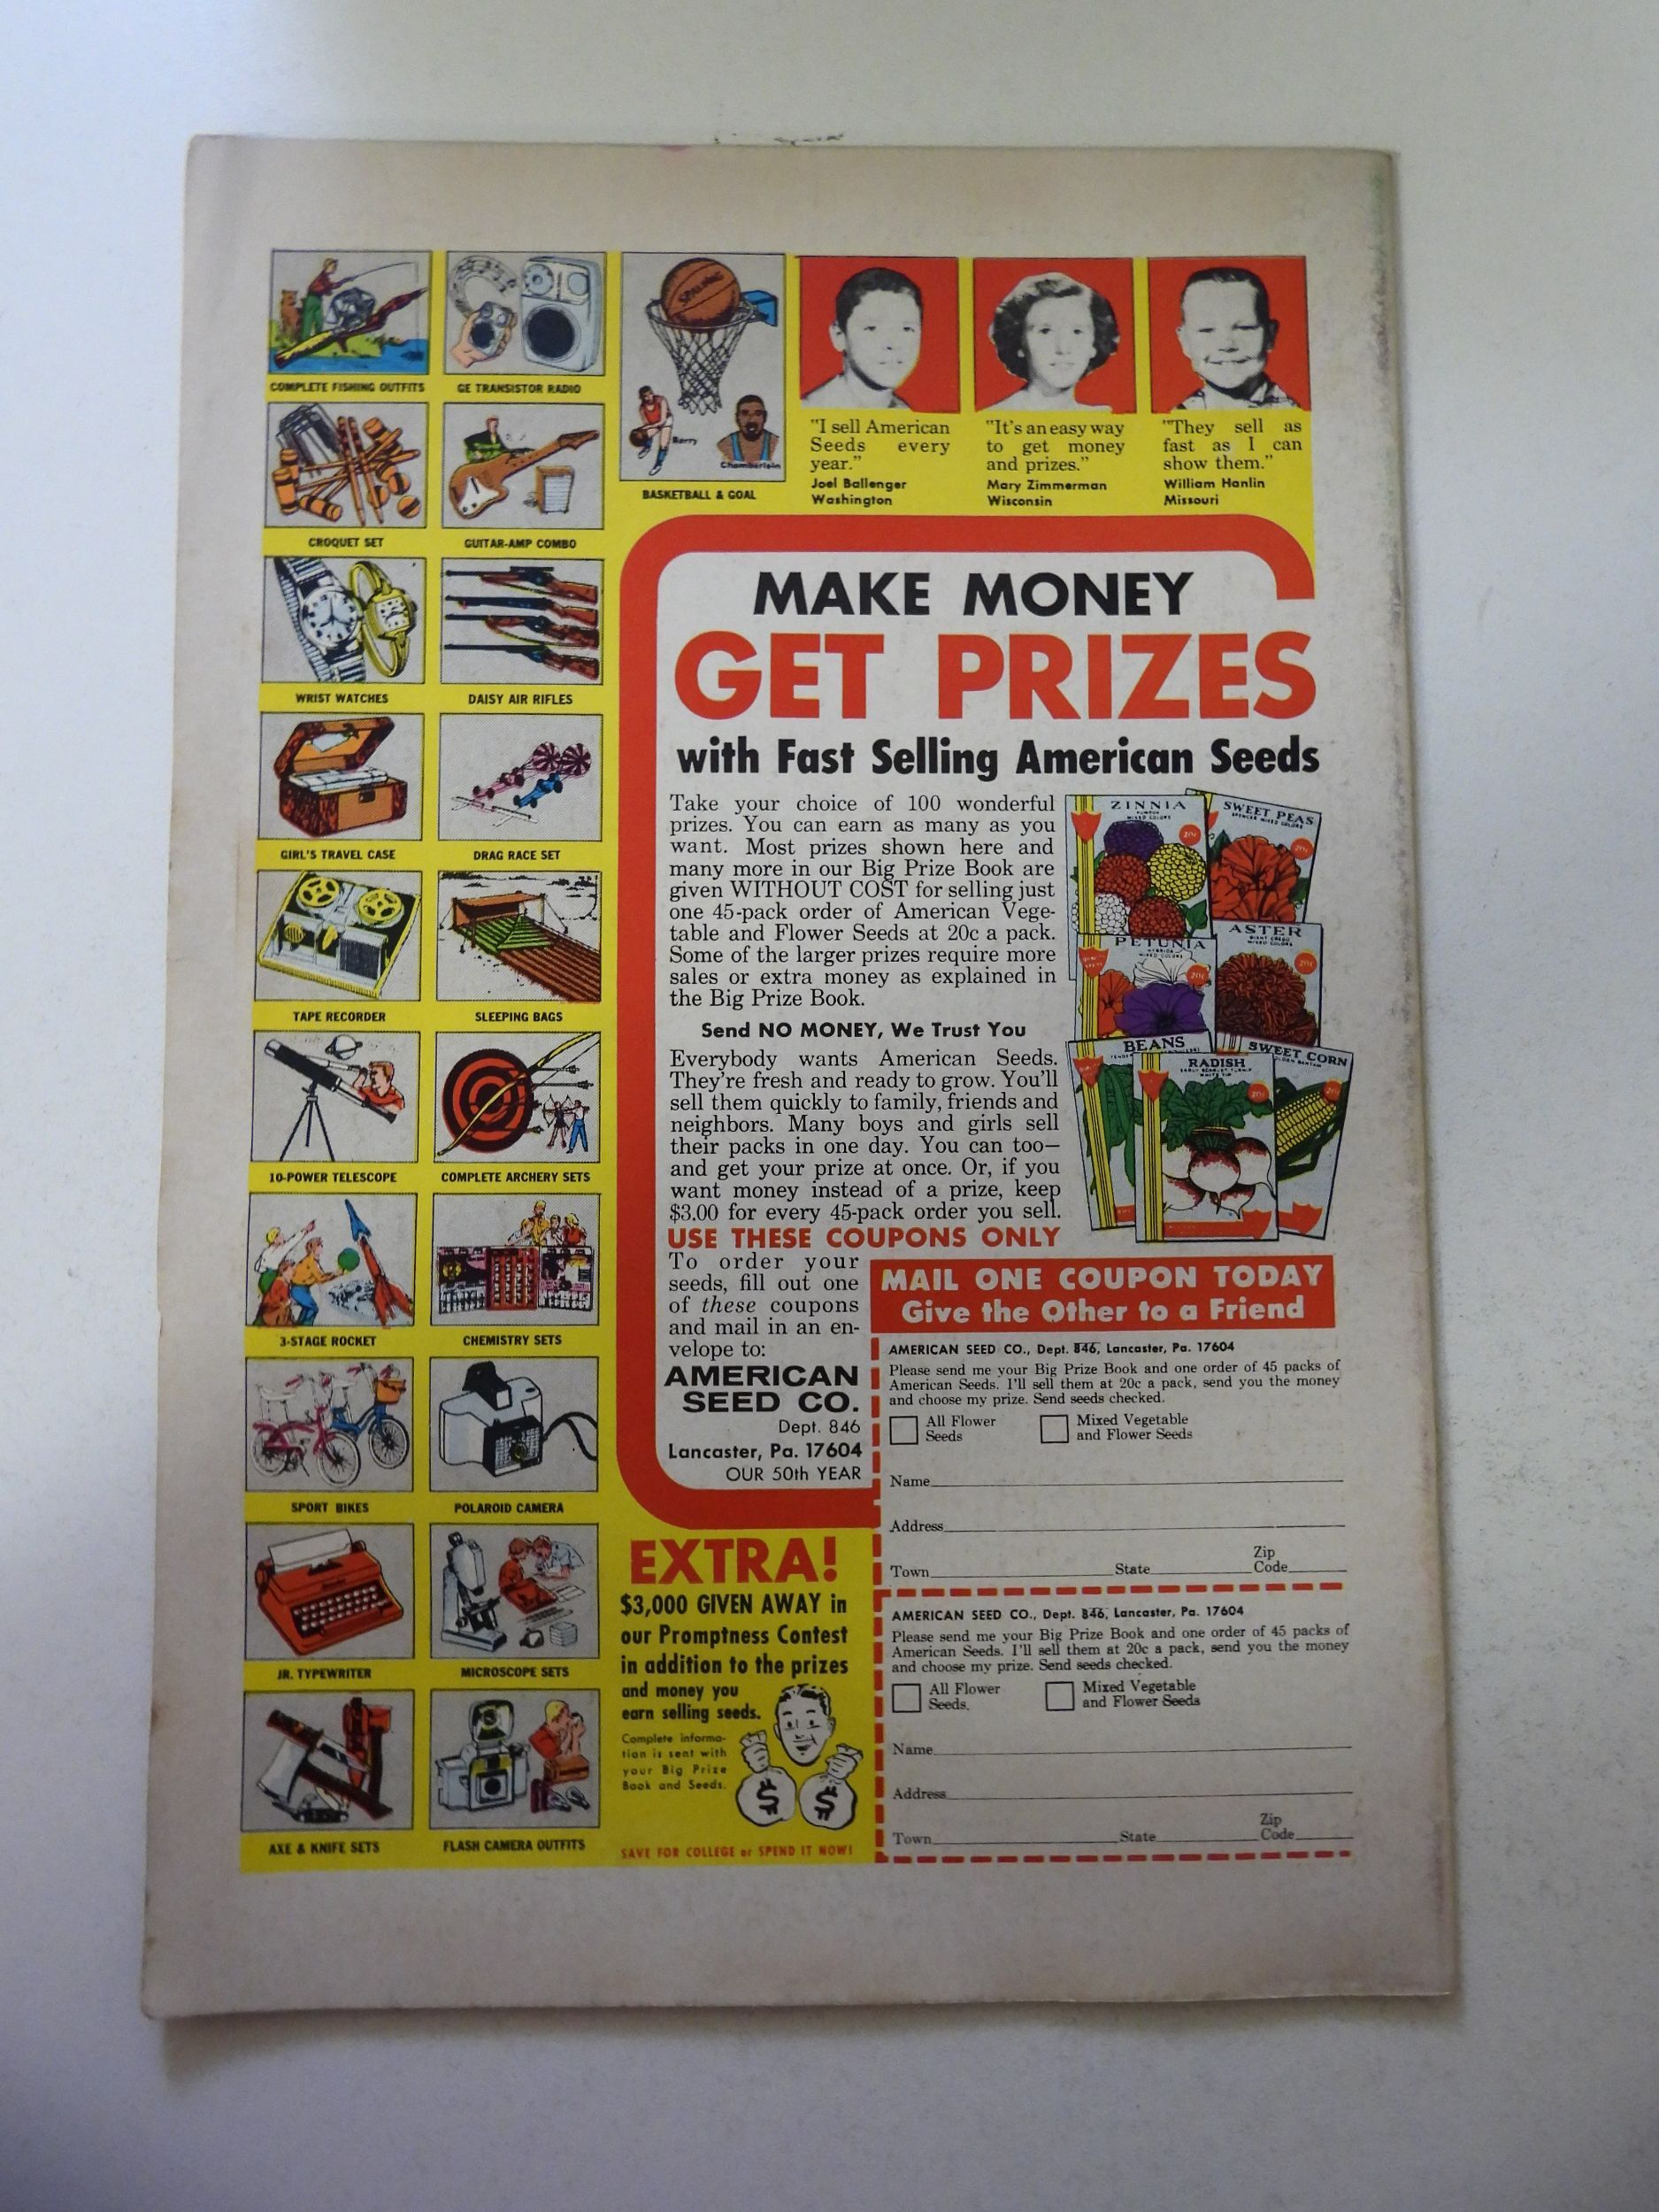 COMPLETE FISHING OUTFITS
GE TRANSISTOR RADIO
SPALDING
Barry
Chamberlain
BASKETBALL & GOAL
"I sell American
Seeds every
year."
Joel Ballenger
Washington
"It's an easy way
to get money
and prizes."
Mary Zimmerman
Wisconsin
"They sell as
fast as I can
show them."
William Hanlin
Missouri
CROQUET SET
GUITAR-AMP COMBO
WRIST WATCHES
DAISY AIR RIFLES
GIRL'S TRAVEL CASE
DRAG RACE SET
TAPE RECORDER
SLEEPING BAGS
10-POWER TELESCOPE
COMPLETE ARCHERY SETS
3-STAGE ROCKET
CHEMISTRY SETS
SPORT BIKES
POLAROID CAMERA
JR. TYPEWRITER
MICROSCOPE SETS
AXE & KNIFE SETS
FLASH CAMERA OUTFITS
MAKE MONEY
GET PRIZES
with Fast Selling American Seeds
Take your choice of 100 wonderful
prizes. You can earn as many as you
want. Most prizes shown here and
many more in our Big Prize Book are
given WITHOUT COST for selling just
one 45-pack order of American Vege-
table and Flower Seeds at 20c a pack.
Some of the larger prizes require more
sales or extra money as explained in
the Big Prize Book.
Send NO MONEY, We Trust You
Everybody wants American Seeds.
They're fresh and ready to grow. You'll
sell them quickly to family, friends and
neighbors. Many boys and girls sell
their packs in one day. You can too—
and get your prize at once. Or, if you
want money instead of a prize, keep
$3.00 for every 45-pack order you sell.
USE THESE COUPONS ONLY
To order your
seeds, fill out one
of these coupons
and mail in an en-
velope to:
AMERICAN
SEED CO.
Dept. 846
Lancaster, Pa. 17604
OUR 50th YEAR
ZINNIA
MIXED COLORS
20c
SWEET PEAS
SPENCER MIXED COLORS
20c
PETUNIA
MIXED COLORS
20c
ASTER
MIXED COLORS
20c
BEANS
RADISH
20c
SWEET CORN
20c
MAIL ONE COUPON TODAY
Give the Other to a Friend
AMERICAN SEED CO., Dept. 846, Lancaster, Pa. 17604
Please send me your Big Prize Book and one order of 45 packs of
American Seeds. I'll sell them at 20c a pack, send you the money
and choose my prize. Send seeds checked.
All Flower
Seeds
Mixed Vegetable
and Flower Seeds
Name
Address
Town State Zip
Code
AMERICAN SEED CO., Dept. 846, Lancaster, Pa. 17604
Please send me your Big Prize Book and one order of 45 packs of
American Seeds. I'll sell them at 20c a pack, send you the money
and choose my prize. Send seeds checked.
All Flower
Seeds.
Mixed Vegetable
and Flower Seeds
Name
Address
Town State Zip
Code
EXTRA!
$3,000 GIVEN AWAY in
our Promptness Contest
in addition to the prizes
and money you
earn selling seeds.
Complete informa-
tion is sent with
your Big Prize
Book and Seeds.
$ $
SAVE FOR COLLEGE or SPEND IT NOW!